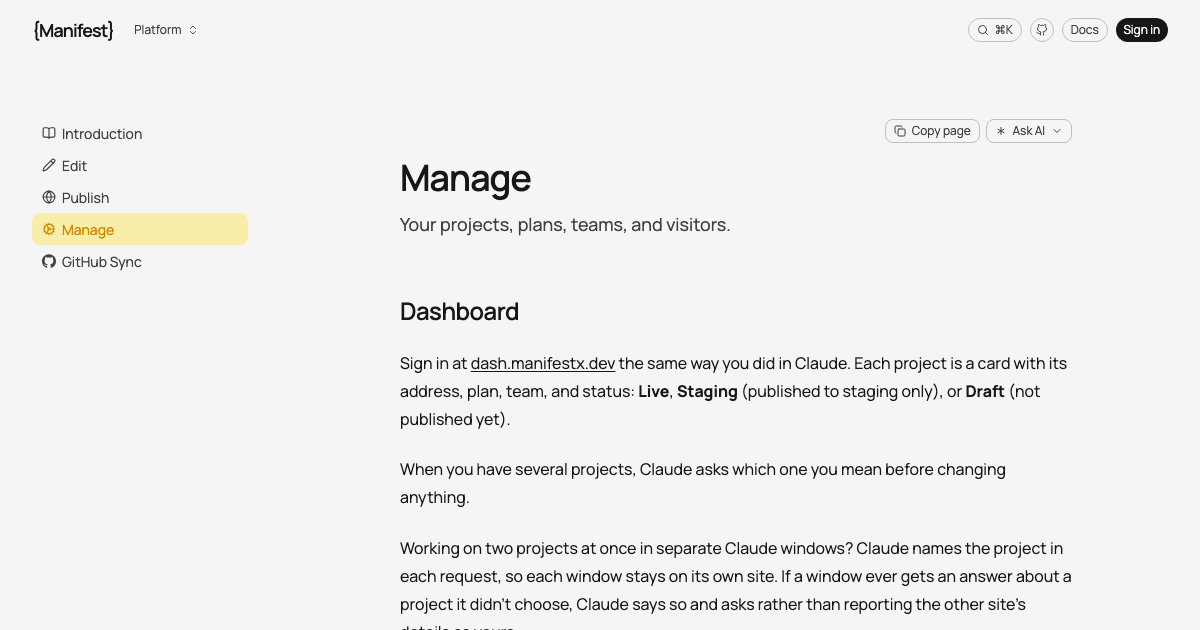 {Manifest}
Platform
⌘K
Docs
Sign in
Introduction
Edit
Publish
Manage
GitHub Sync
Copy page
Ask AI
Manage
Your projects, plans, teams, and visitors.
Dashboard
Sign in at dash.manifestx.dev the same way you did in Claude. Each project is a card with its
address, plan, team, and status: Live, Staging (published to staging only), or Draft (not
published yet).
When you have several projects, Claude asks which one you mean before changing
anything.
Working on two projects at once in separate Claude windows? Claude names the project in
each request, so each window stays on its own site. If a window ever gets an answer about a
project it didn't choose, Claude says so and asks rather than reporting the other site's